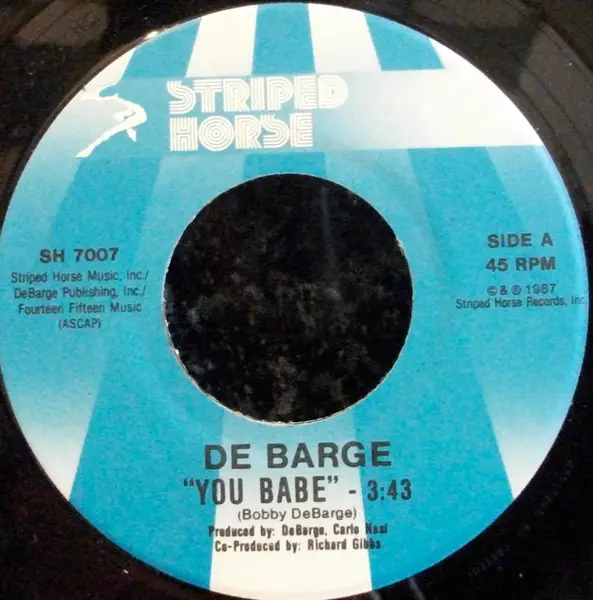 STRIPED
HORSE
SH 7007
Striped Horse Music, Inc./
DeBarge Publishing, Inc./
Fourteen Fifteen Music
(ASCAP)
SIDE A
45 RPM
© & ℗ 1987
Striped Horse Records, Inc.
DE BARGE
"YOU BABE" - 3:43
(Bobby DeBarge)
Produced by: DeBarge, Carlo Nasi
Co-Produced by: Richard Gibbs